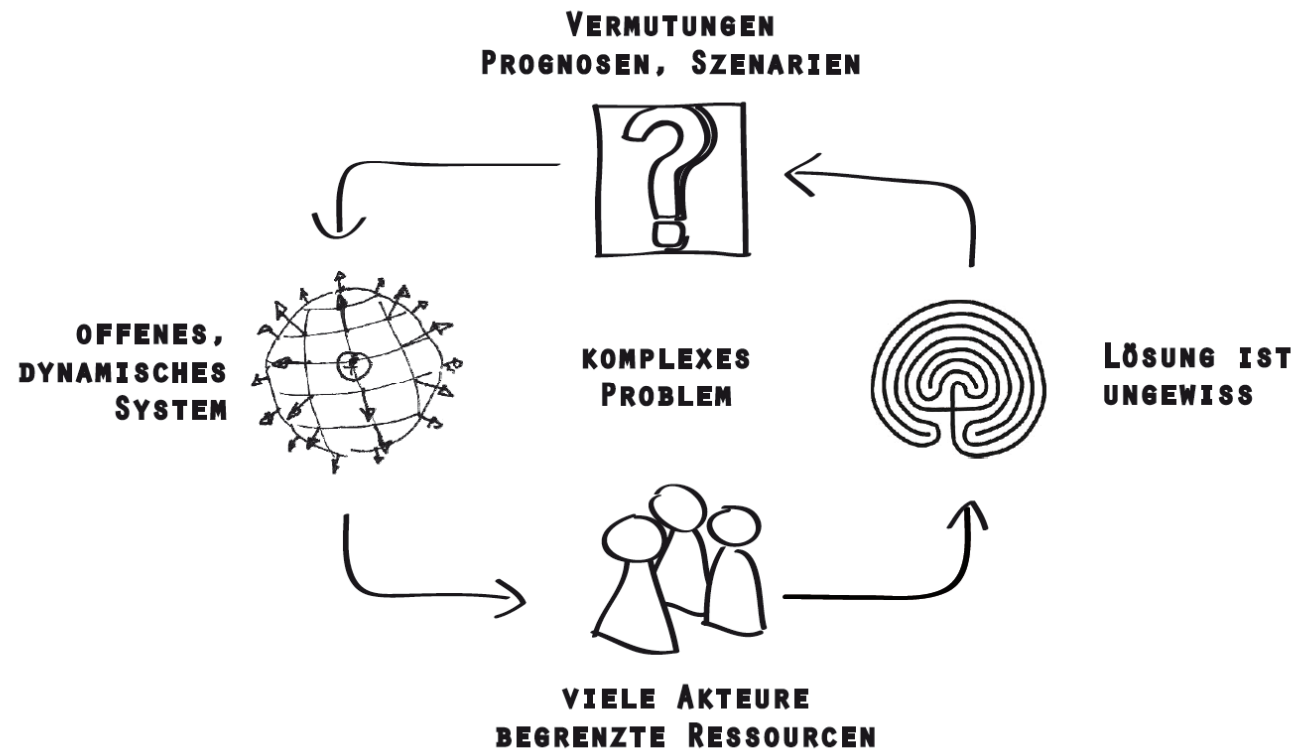 Vermutungen
Prognosen, Szenarien
offenes,
dynamisches
System
komplexes
Problem
Lösung ist
ungewiss
viele Akteure
begrenzte Ressourcen